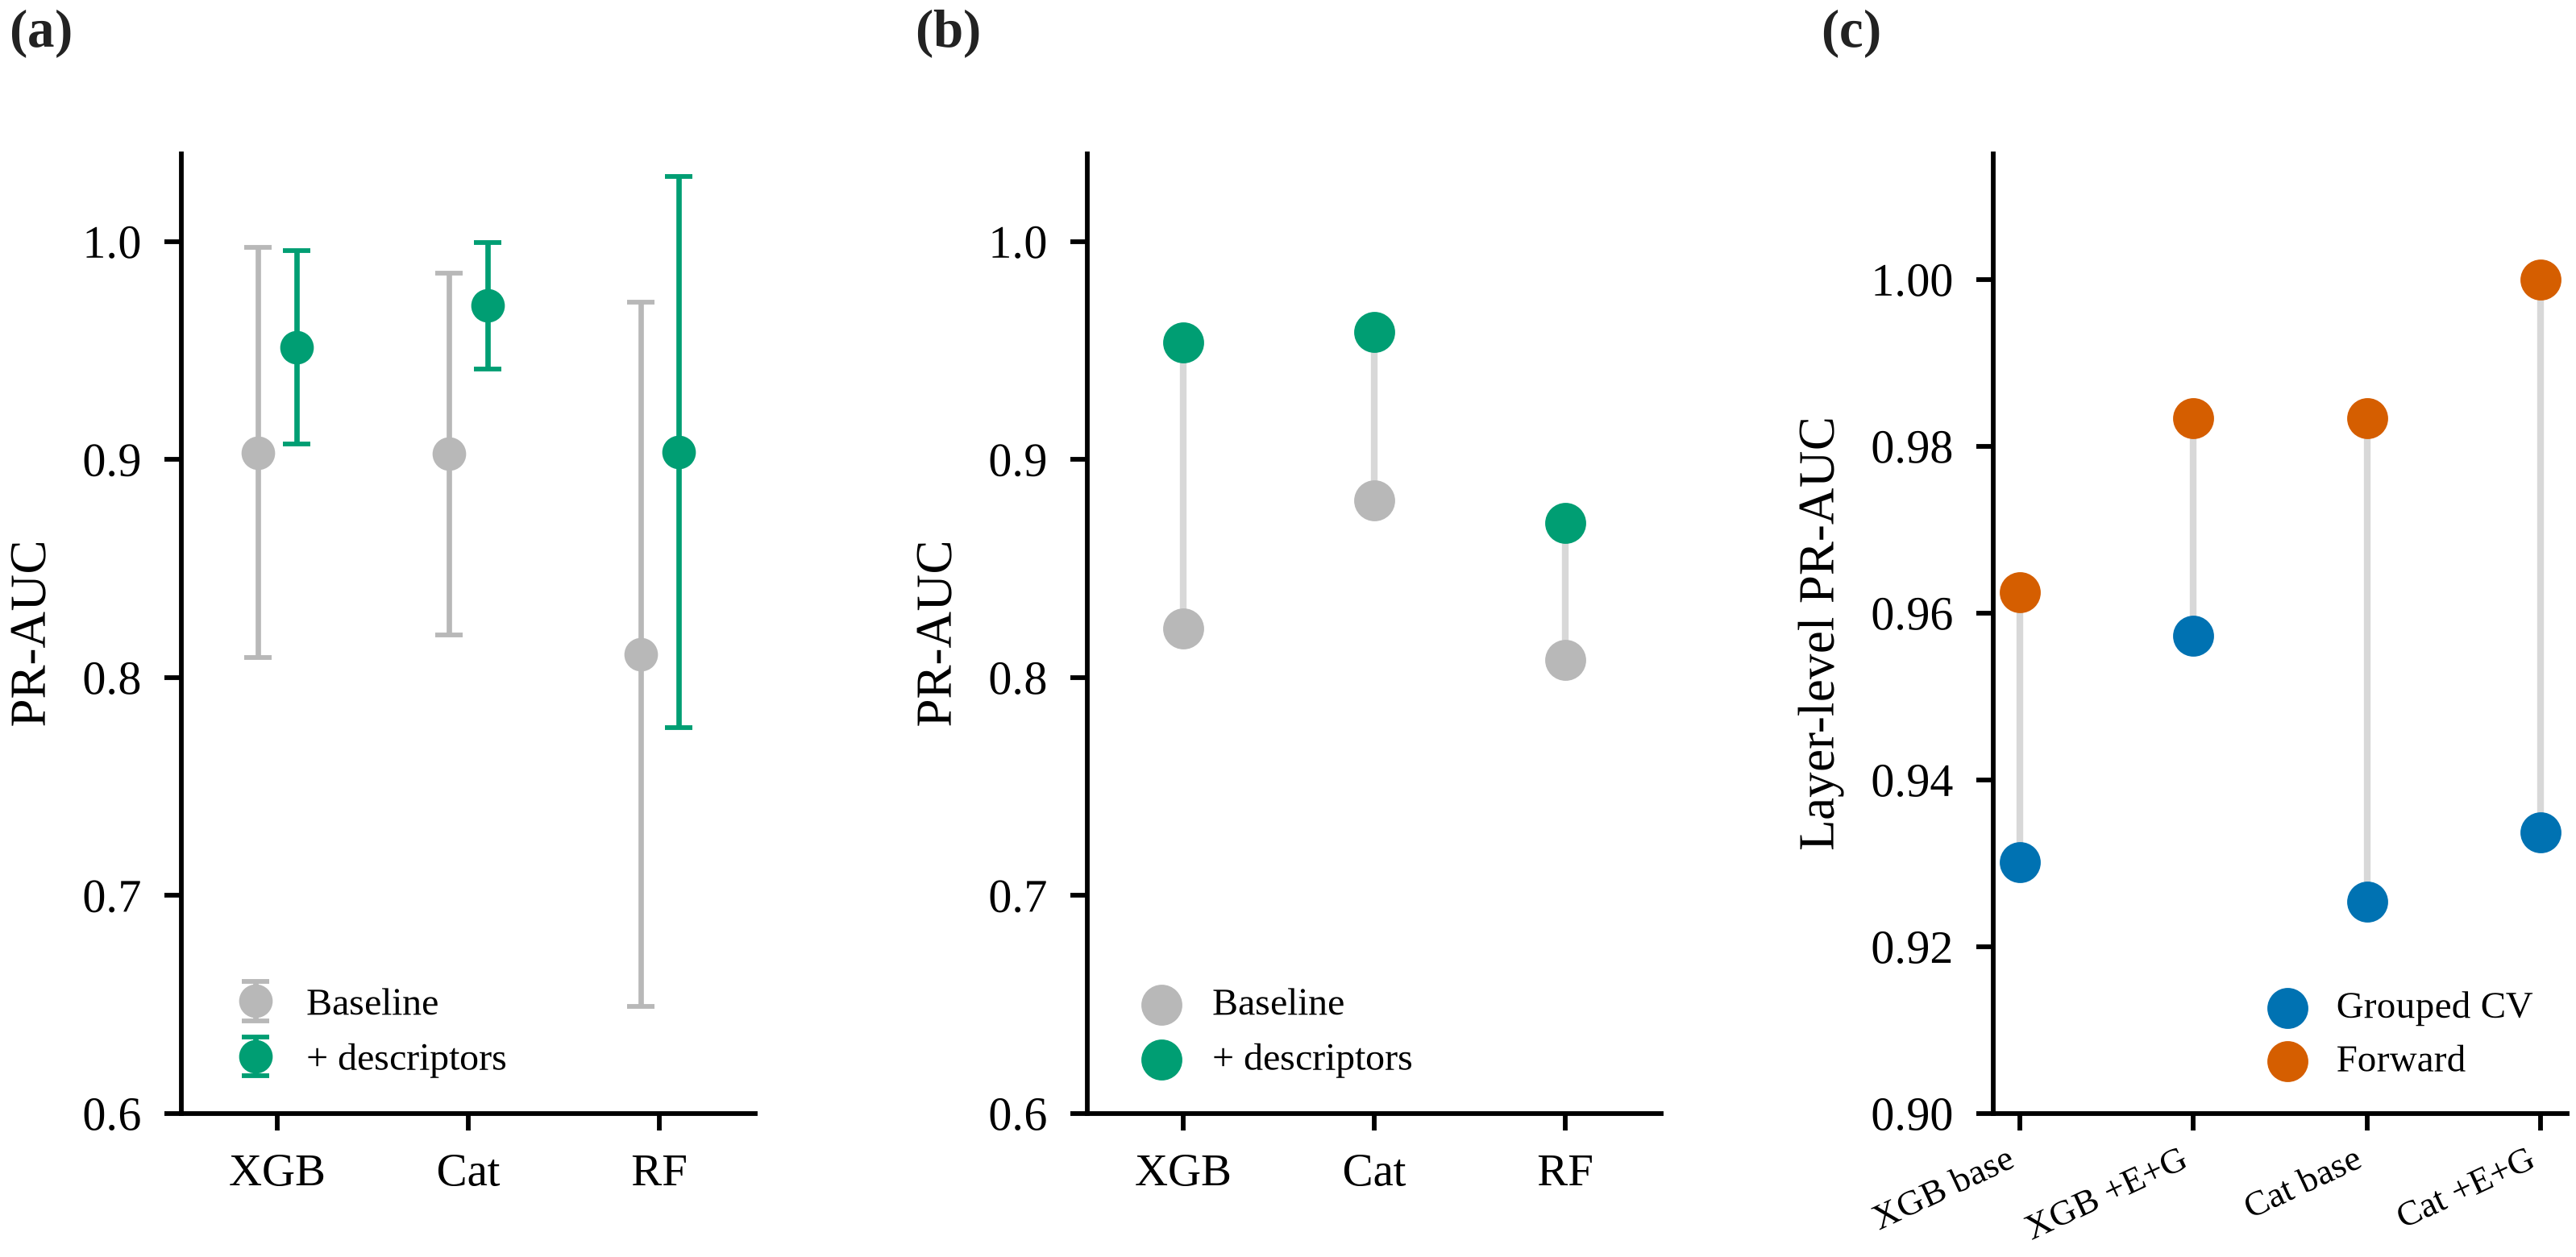 (a)
PR-AUC
1.0
0.9
0.8
0.7
0.6
XGB
Cat
RF
Baseline
+ descriptors
(b)
PR-AUC
1.0
0.9
0.8
0.7
0.6
XGB
Cat
RF
Baseline
+ descriptors
(c)
Layer-level PR-AUC
1.00
0.98
0.96
0.94
0.92
0.90
XGB base
XGB +E+G
Cat base
Cat +E+G
Grouped CV
Forward